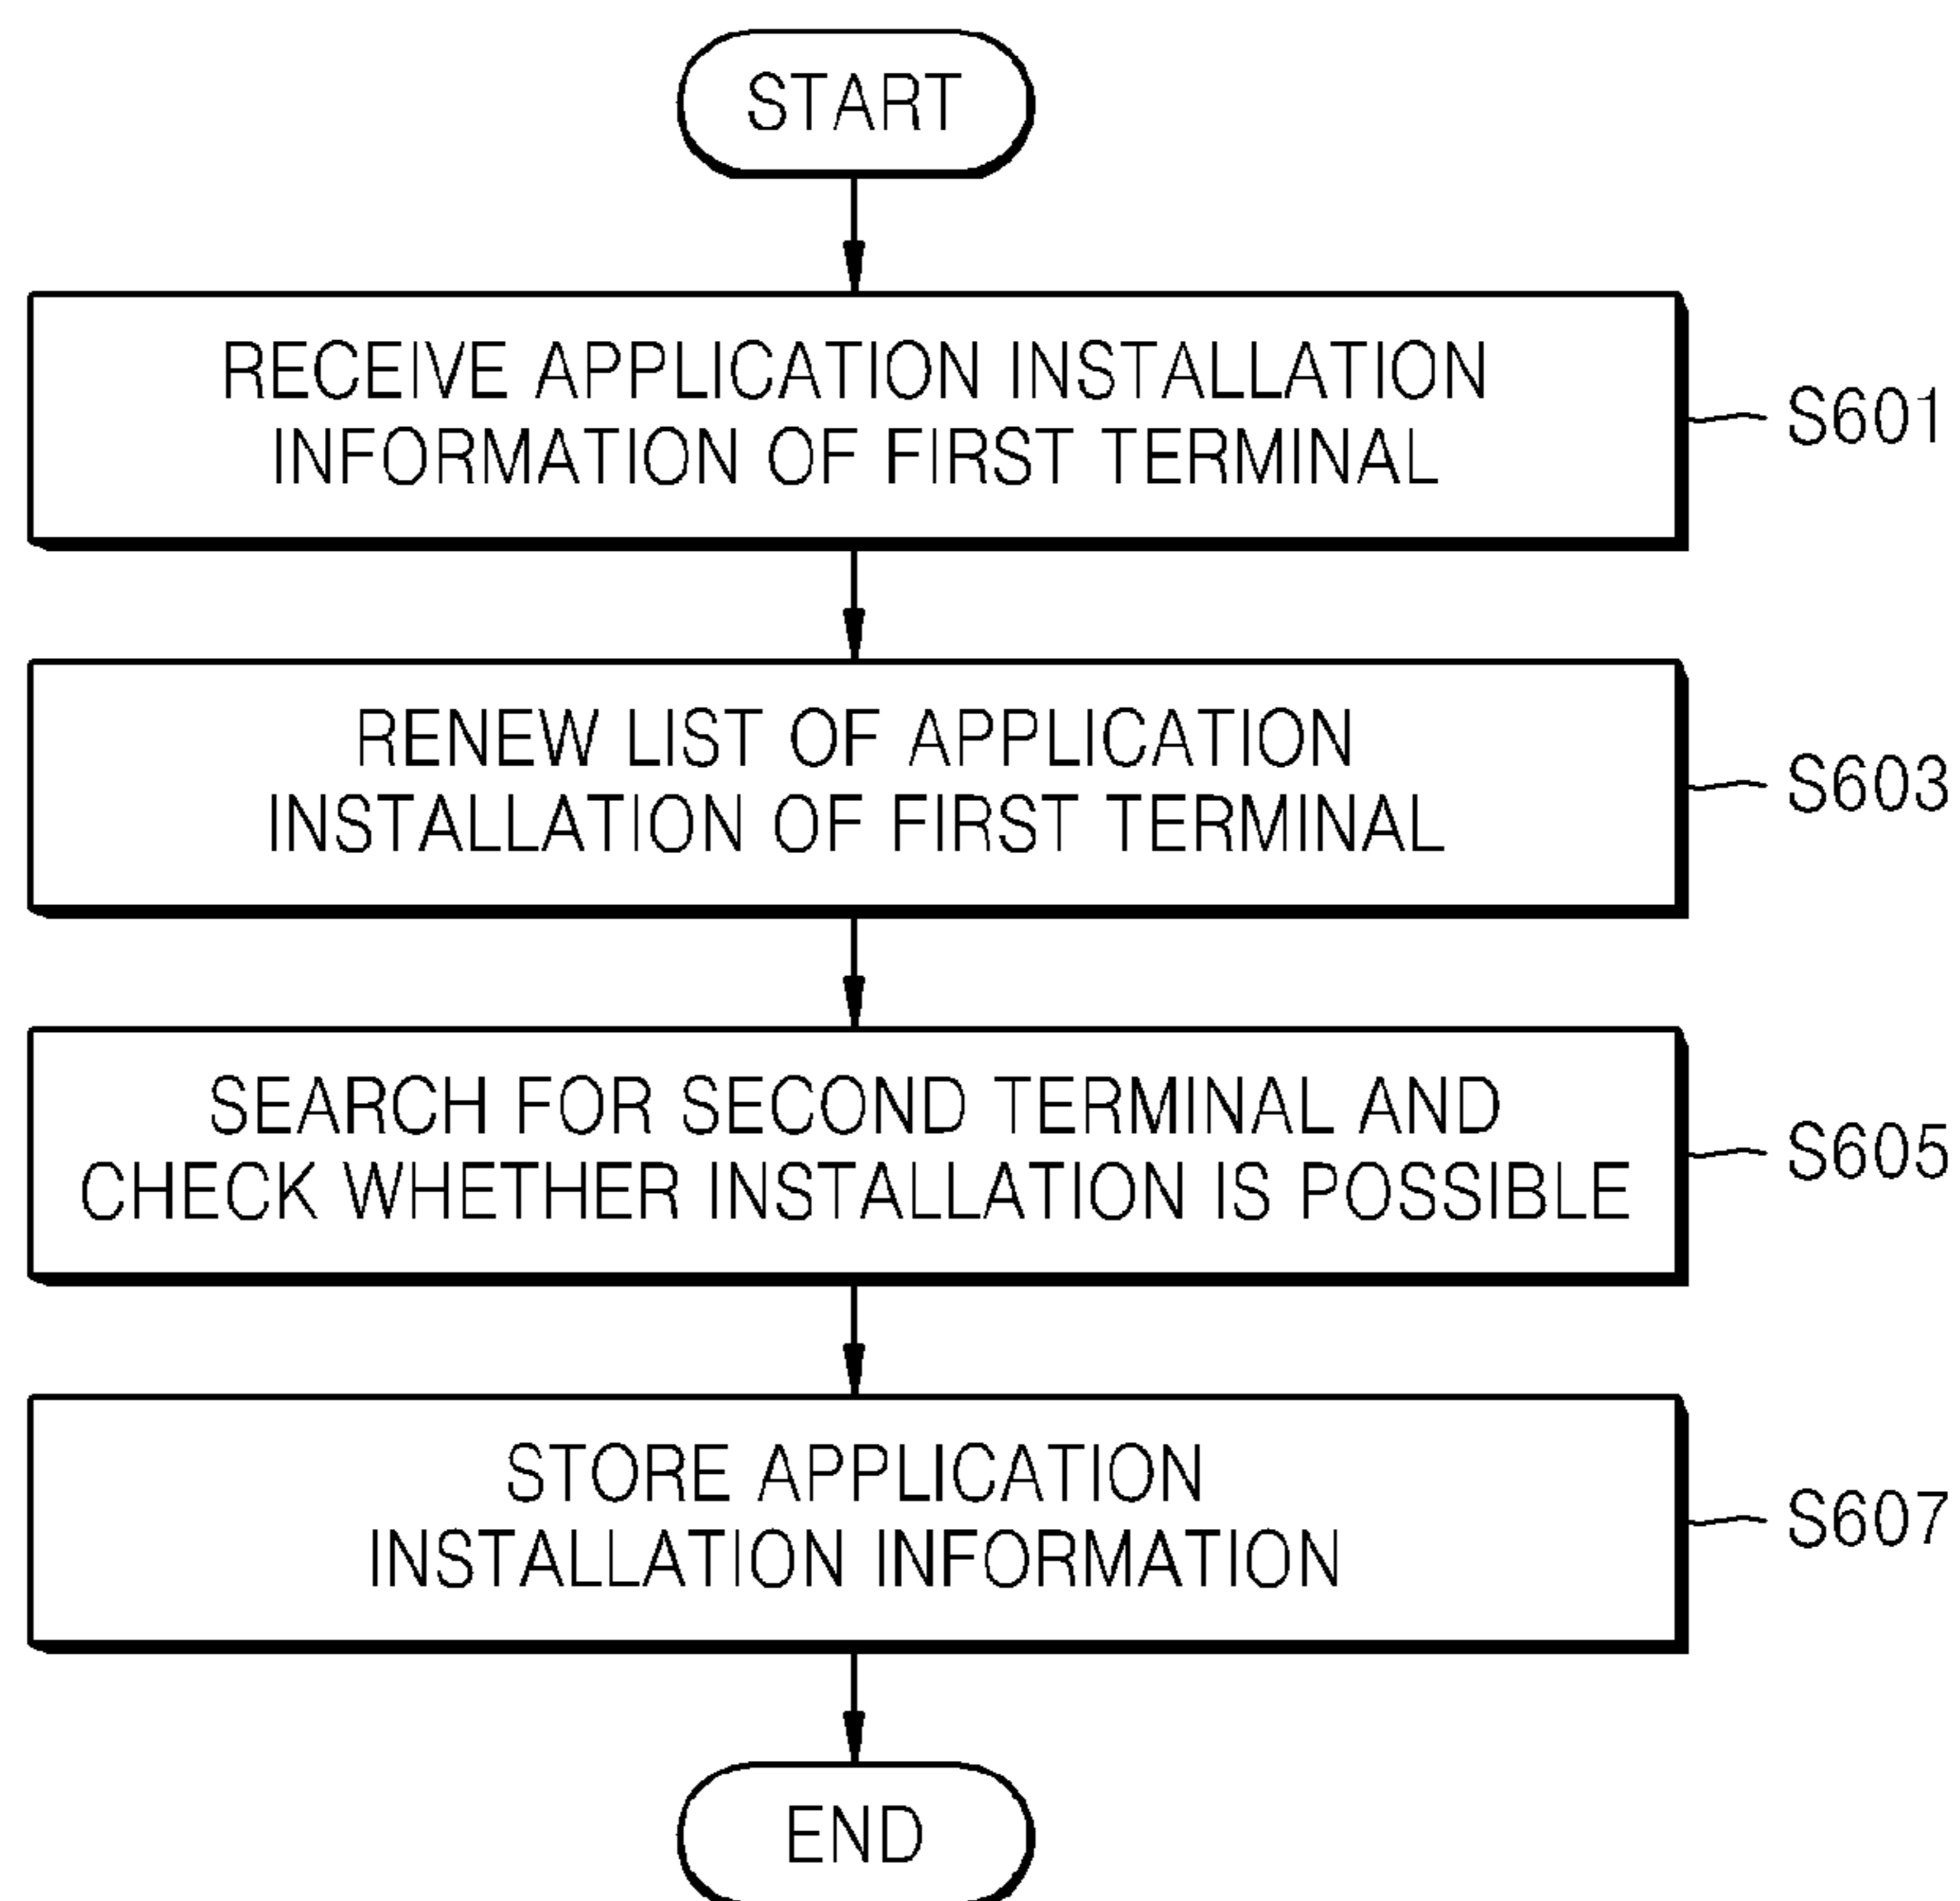 START
RECEIVE APPLICATION INSTALLATION
INFORMATION OF FIRST TERMINAL
S601
RENEW LIST OF APPLICATION
INSTALLATION OF FIRST TERMINAL
S603
SEARCH FOR SECOND TERMINAL AND
CHECK WHETHER INSTALLATION IS POSSIBLE
S605
STORE APPLICATION
INSTALLATION INFORMATION
S607
END